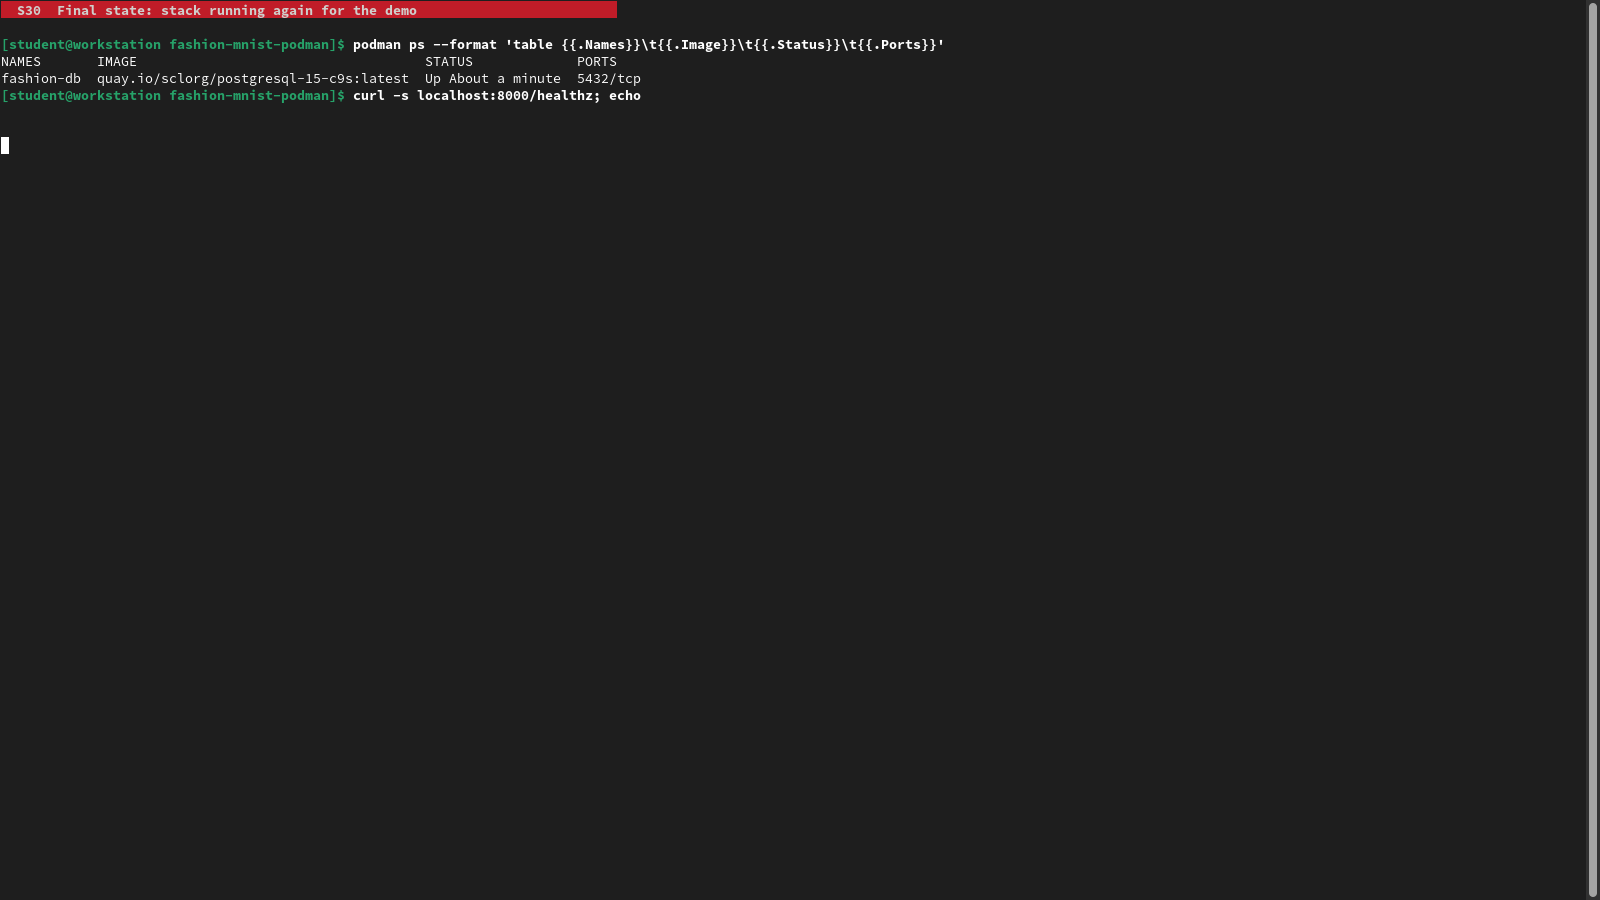 S30  Final state: stack running again for the demo
[student@workstation fashion-mnist-podman]$ podman ps --format 'table {{.Names}}\t{{.Image}}\t{{.Status}}\t{{.Ports}}'
NAMES       IMAGE                                    STATUS             PORTS
fashion-db  quay.io/sclorg/postgresql-15-c9s:latest  Up About a minute  5432/tcp
[student@workstation fashion-mnist-podman]$ curl -s localhost:8000/healthz; echo